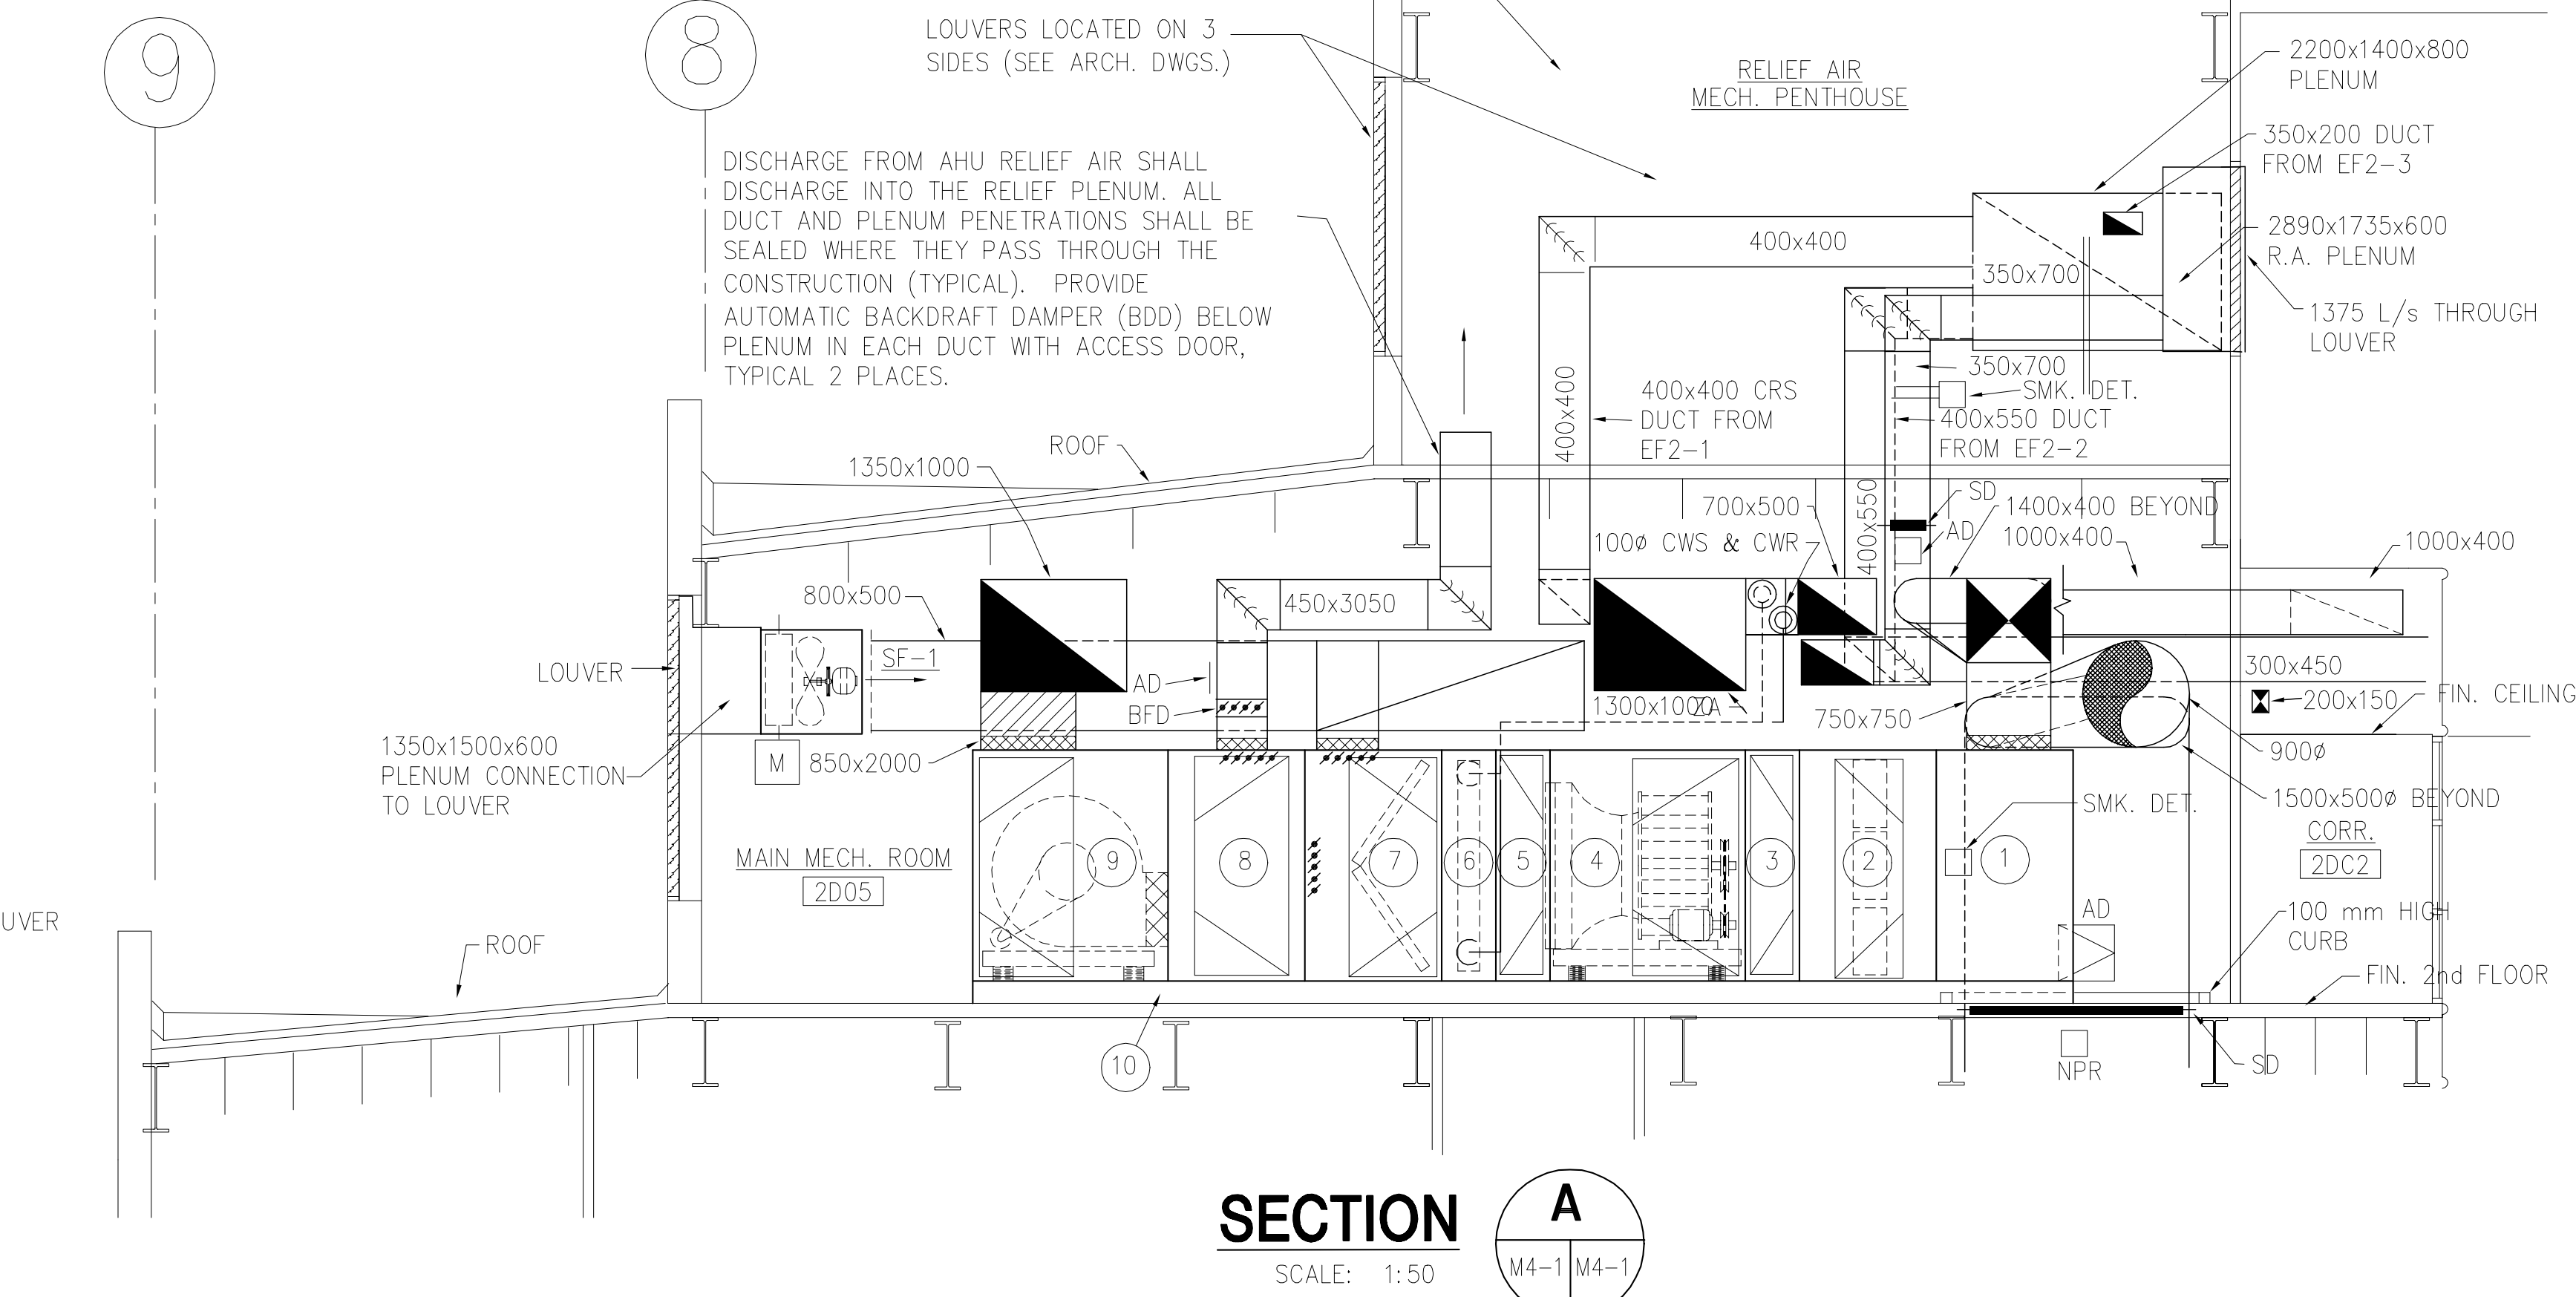 9
8
LOUVERS LOCATED ON 3
SIDES (SEE ARCH. DWGS.)
RELIEF AIR
MECH. PENTHOUSE
2200x1400x800
PLENUM
350x200 DUCT
FROM EF2-3
2890x1735x600
R.A. PLENUM
1375 L/s THROUGH
LOUVER
DISCHARGE FROM AHU RELIEF AIR SHALL
DISCHARGE INTO THE RELIEF PLENUM. ALL
DUCT AND PLENUM PENETRATIONS SHALL BE
SEALED WHERE THEY PASS THROUGH THE
CONSTRUCTION (TYPICAL). PROVIDE
AUTOMATIC BACKDRAFT DAMPER (BDD) BELOW
PLENUM IN EACH DUCT WITH ACCESS DOOR,
TYPICAL 2 PLACES.
400x400
350x700
400x400
400x400 CRS
DUCT FROM
EF2-1
350x700
SMK. DET.
400x550 DUCT
FROM EF2-2
ROOF
1350x1000
700x500
400x550
SD
1400x400 BEYOND
AD
1000x400
1000x400
100ø CWS & CWR
800x500
450x3050
SF-1
LOUVER
AD
BFD
1300x1000
ZA
750x750
300x450
200x150
FIN. CEILING
900ø
1500x500ø BEYOND
1350x1500x600
PLENUM CONNECTION
TO LOUVER
M
850x2000
SMK. DET.
CORR.
2DC2
MAIN MECH. ROOM
2D05
9
8
7
6
5
4
3
2
1
AD
100 mm HIGH
CURB
FIN. 2nd FLOOR
UVER
ROOF
10
NPR
SD
SECTION
SCALE: 1:50
A
M4-1 M4-1